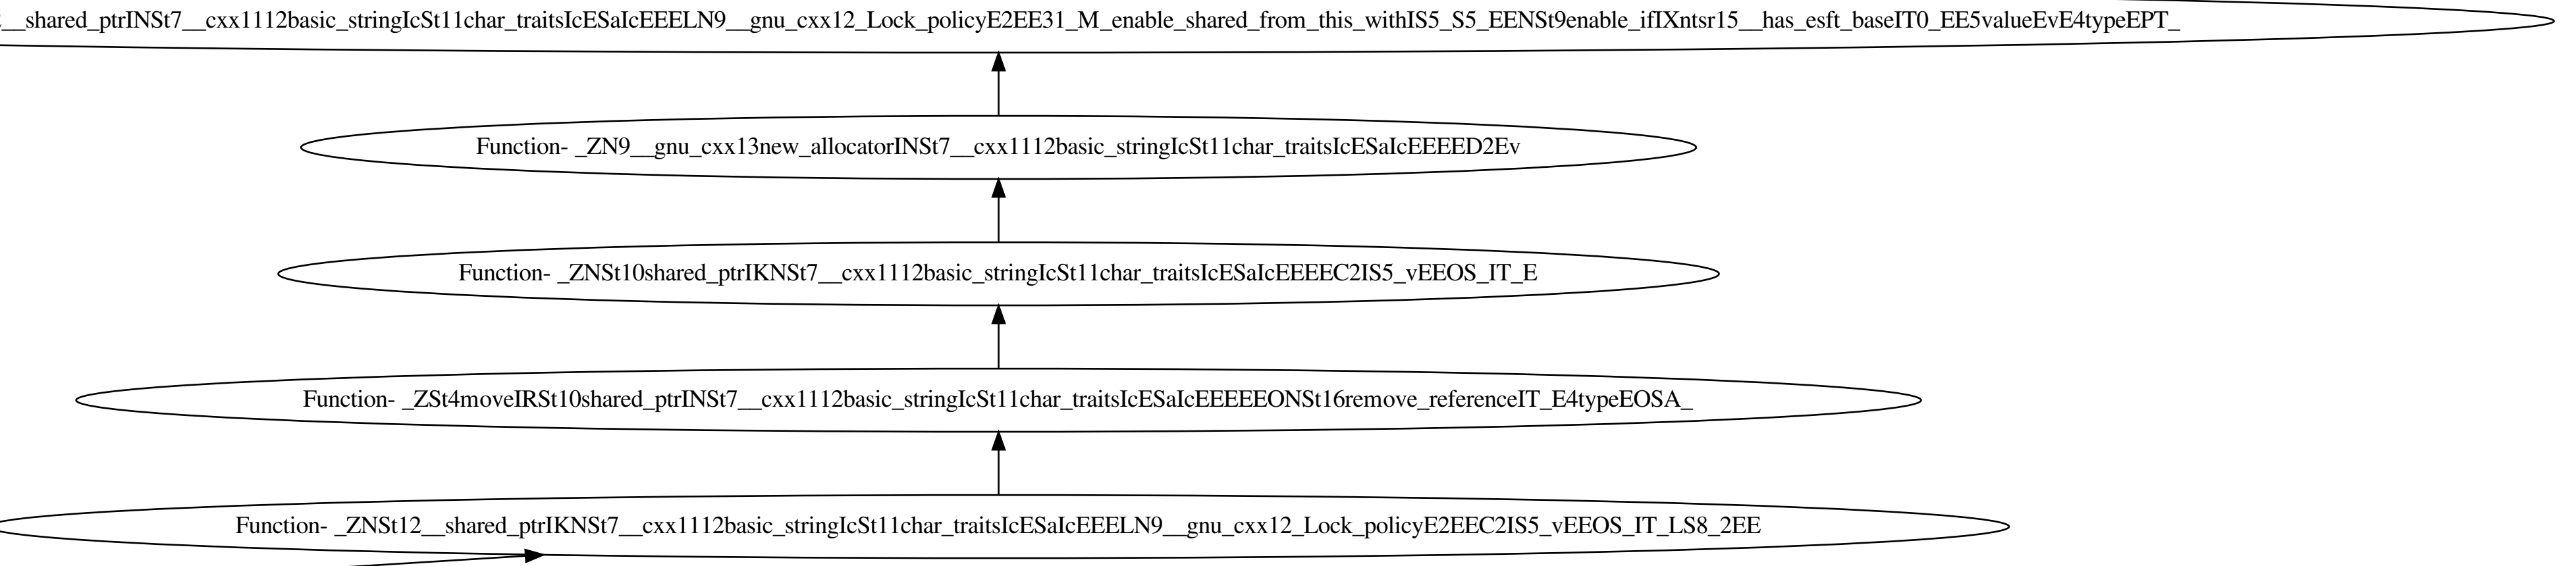 __shared_ptrINSt7__cxx1112basic_stringIcSt11char_traitsIcESaIcEEELN9__gnu_cxx12_Lock_policyE2EE31_M_enable_shared_from_this_withIS5_S5_EENSt9enable_ifIXntsr15__has_esft_baseIT0_EE5valueEvE4typeEPT_
Function- _ZN9__gnu_cxx13new_allocatorINSt7__cxx1112basic_stringIcSt11char_traitsIcESaIcEEEED2Ev
Function- _ZNSt10shared_ptrIKNSt7__cxx1112basic_stringIcSt11char_traitsIcESaIcEEEEC2IS5_vEEOS_IT_E
Function- _ZSt4moveIRSt10shared_ptrINSt7__cxx1112basic_stringIcSt11char_traitsIcESaIcEEEEEONSt16remove_referenceIT_E4typeEOSA_
Function- _ZNSt12__shared_ptrIKNSt7__cxx1112basic_stringIcSt11char_traitsIcESaIcEEELN9__gnu_cxx12_Lock_policyE2EEC2IS5_vEEOS_IT_LS8_2EE